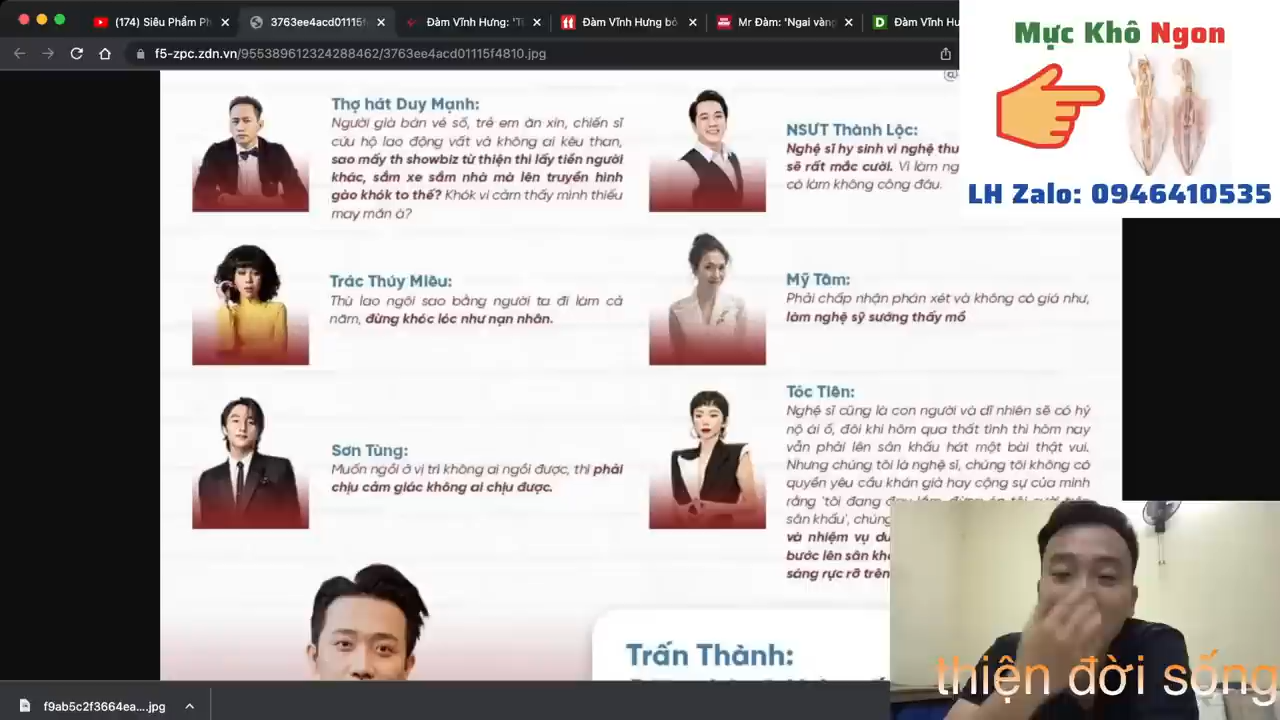 (174) Siêu Phẩm Ph
3763ee4acd01115f
Đàm Vĩnh Hưng: 'Tô
Đàm Vĩnh Hưng bỏ
Mr Đàm: 'Ngai vàng
Đàm Vĩnh Hưn
f5-zpc.zdn.vn/955389612324288462/3763ee4acd01115f4810.jpg
Mực Khô Ngon
LH Zalo: 0946410535
@
Thợ hát Duy Mạnh:
Người già bán vé số, trẻ em ăn xin, chiến sĩ
cứu hộ lao động vất vả không ai kêu than,
sao mấy th showbiz từ thiện thì lấy tiền người
khác, sắm xe sắm nhà mà lên truyền hình
gào khók to thế? Khók vì cảm thấy mình thiếu
may mắn à?
NSƯT Thành Lộc:
Nghệ sĩ hy sinh vì nghệ thu
sẽ rất mắc cười. Vì làm ng
có làm không công đâu.
Trác Thúy Miêu:
Thù lao ngôi sao bằng người ta đi làm cả
năm, đừng khóc lóc như nạn nhân.
Mỹ Tâm:
Phải chấp nhận phán xét và không có giá như,
làm nghệ sỹ sướng thấy mồ
Sơn Tùng:
Muốn ngồi ở vị trí không ai ngồi được, thì phải
chịu cảm giác không ai chịu được.
Tóc Tiên:
Nghệ sĩ cũng là con người và dĩ nhiên sẽ có hỷ
nộ ái ố, đôi khi hôm qua thất tình thì hôm nay
vẫn phải lên sân khấu hát một bài thật vui.
Nhưng chúng tôi là nghệ sĩ, chúng tôi không có
quyền yêu cầu khán giả hay cộng sự của mình
rằng 'tôi đang
sân khấu', chúng
và nhiệm vụ
bước lên sân
sáng rực rỡ trên
Trấn Thành:
thiện đời sống
f9ab5c2f3664ea....jpg